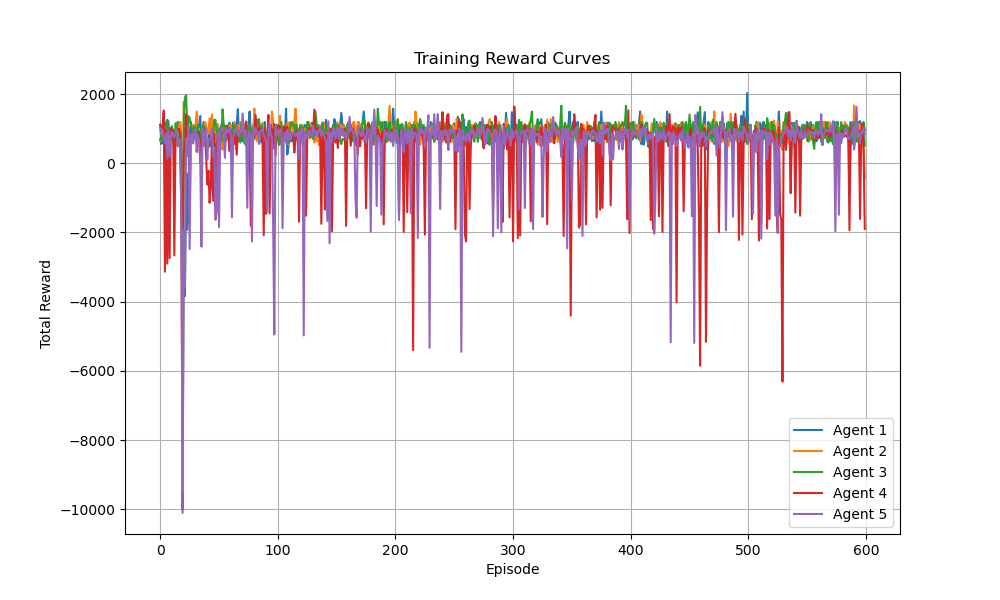 Training Reward Curves
2000
0
−2000
−4000
−6000
−8000
−10000
Total Reward
0 100 200 300 400 500 600
Episode
Agent 1
Agent 2
Agent 3
Agent 4
Agent 5